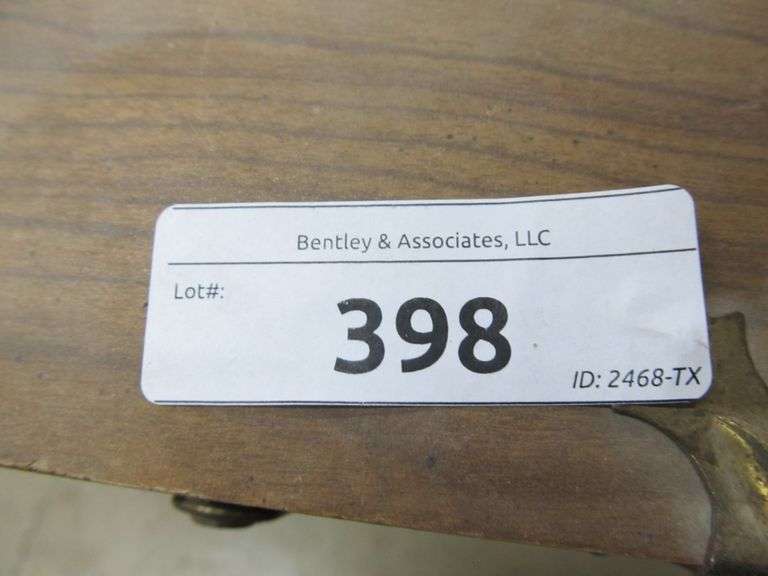 Bentley & Associates, LLC
Lot#:
398
ID: 2468-TX